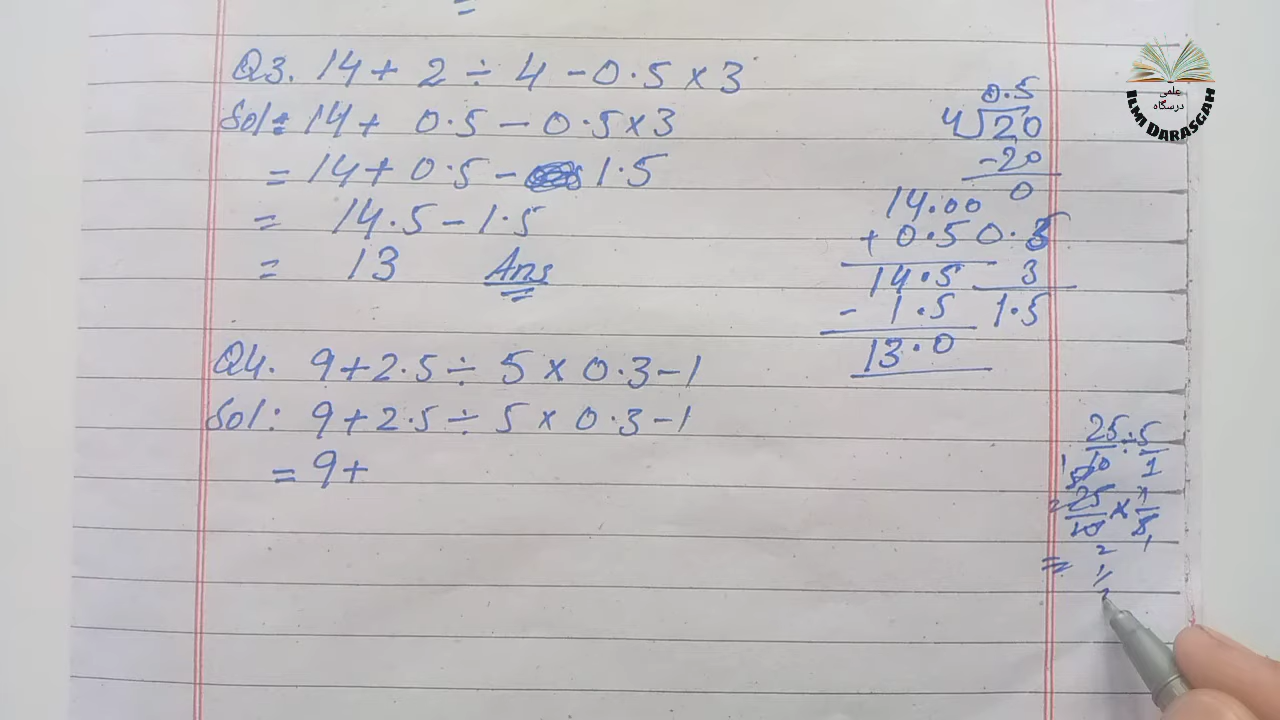 Q3. 14 + 2 ÷ 4 - 0.5 × 3
Sol: 14 + 0.5 - 0.5 × 3
= 14 + 0.5 - 1.5
= 14.5 - 1.5
= 13 Ans
Q4. 9 + 2.5 ÷ 5 × 0.3 - 1
Sol: 9 + 2.5 ÷ 5 × 0.3 - 1
= 9 +
0.5
4√20
-20
0
14.00
+ 0.5
14.5
- 1.5
13.0
0.5
3
1.5
25/10 ÷ 5/1
25/10 × 1/5
=
علمی
درسگاہ
ILMI DARASGAH